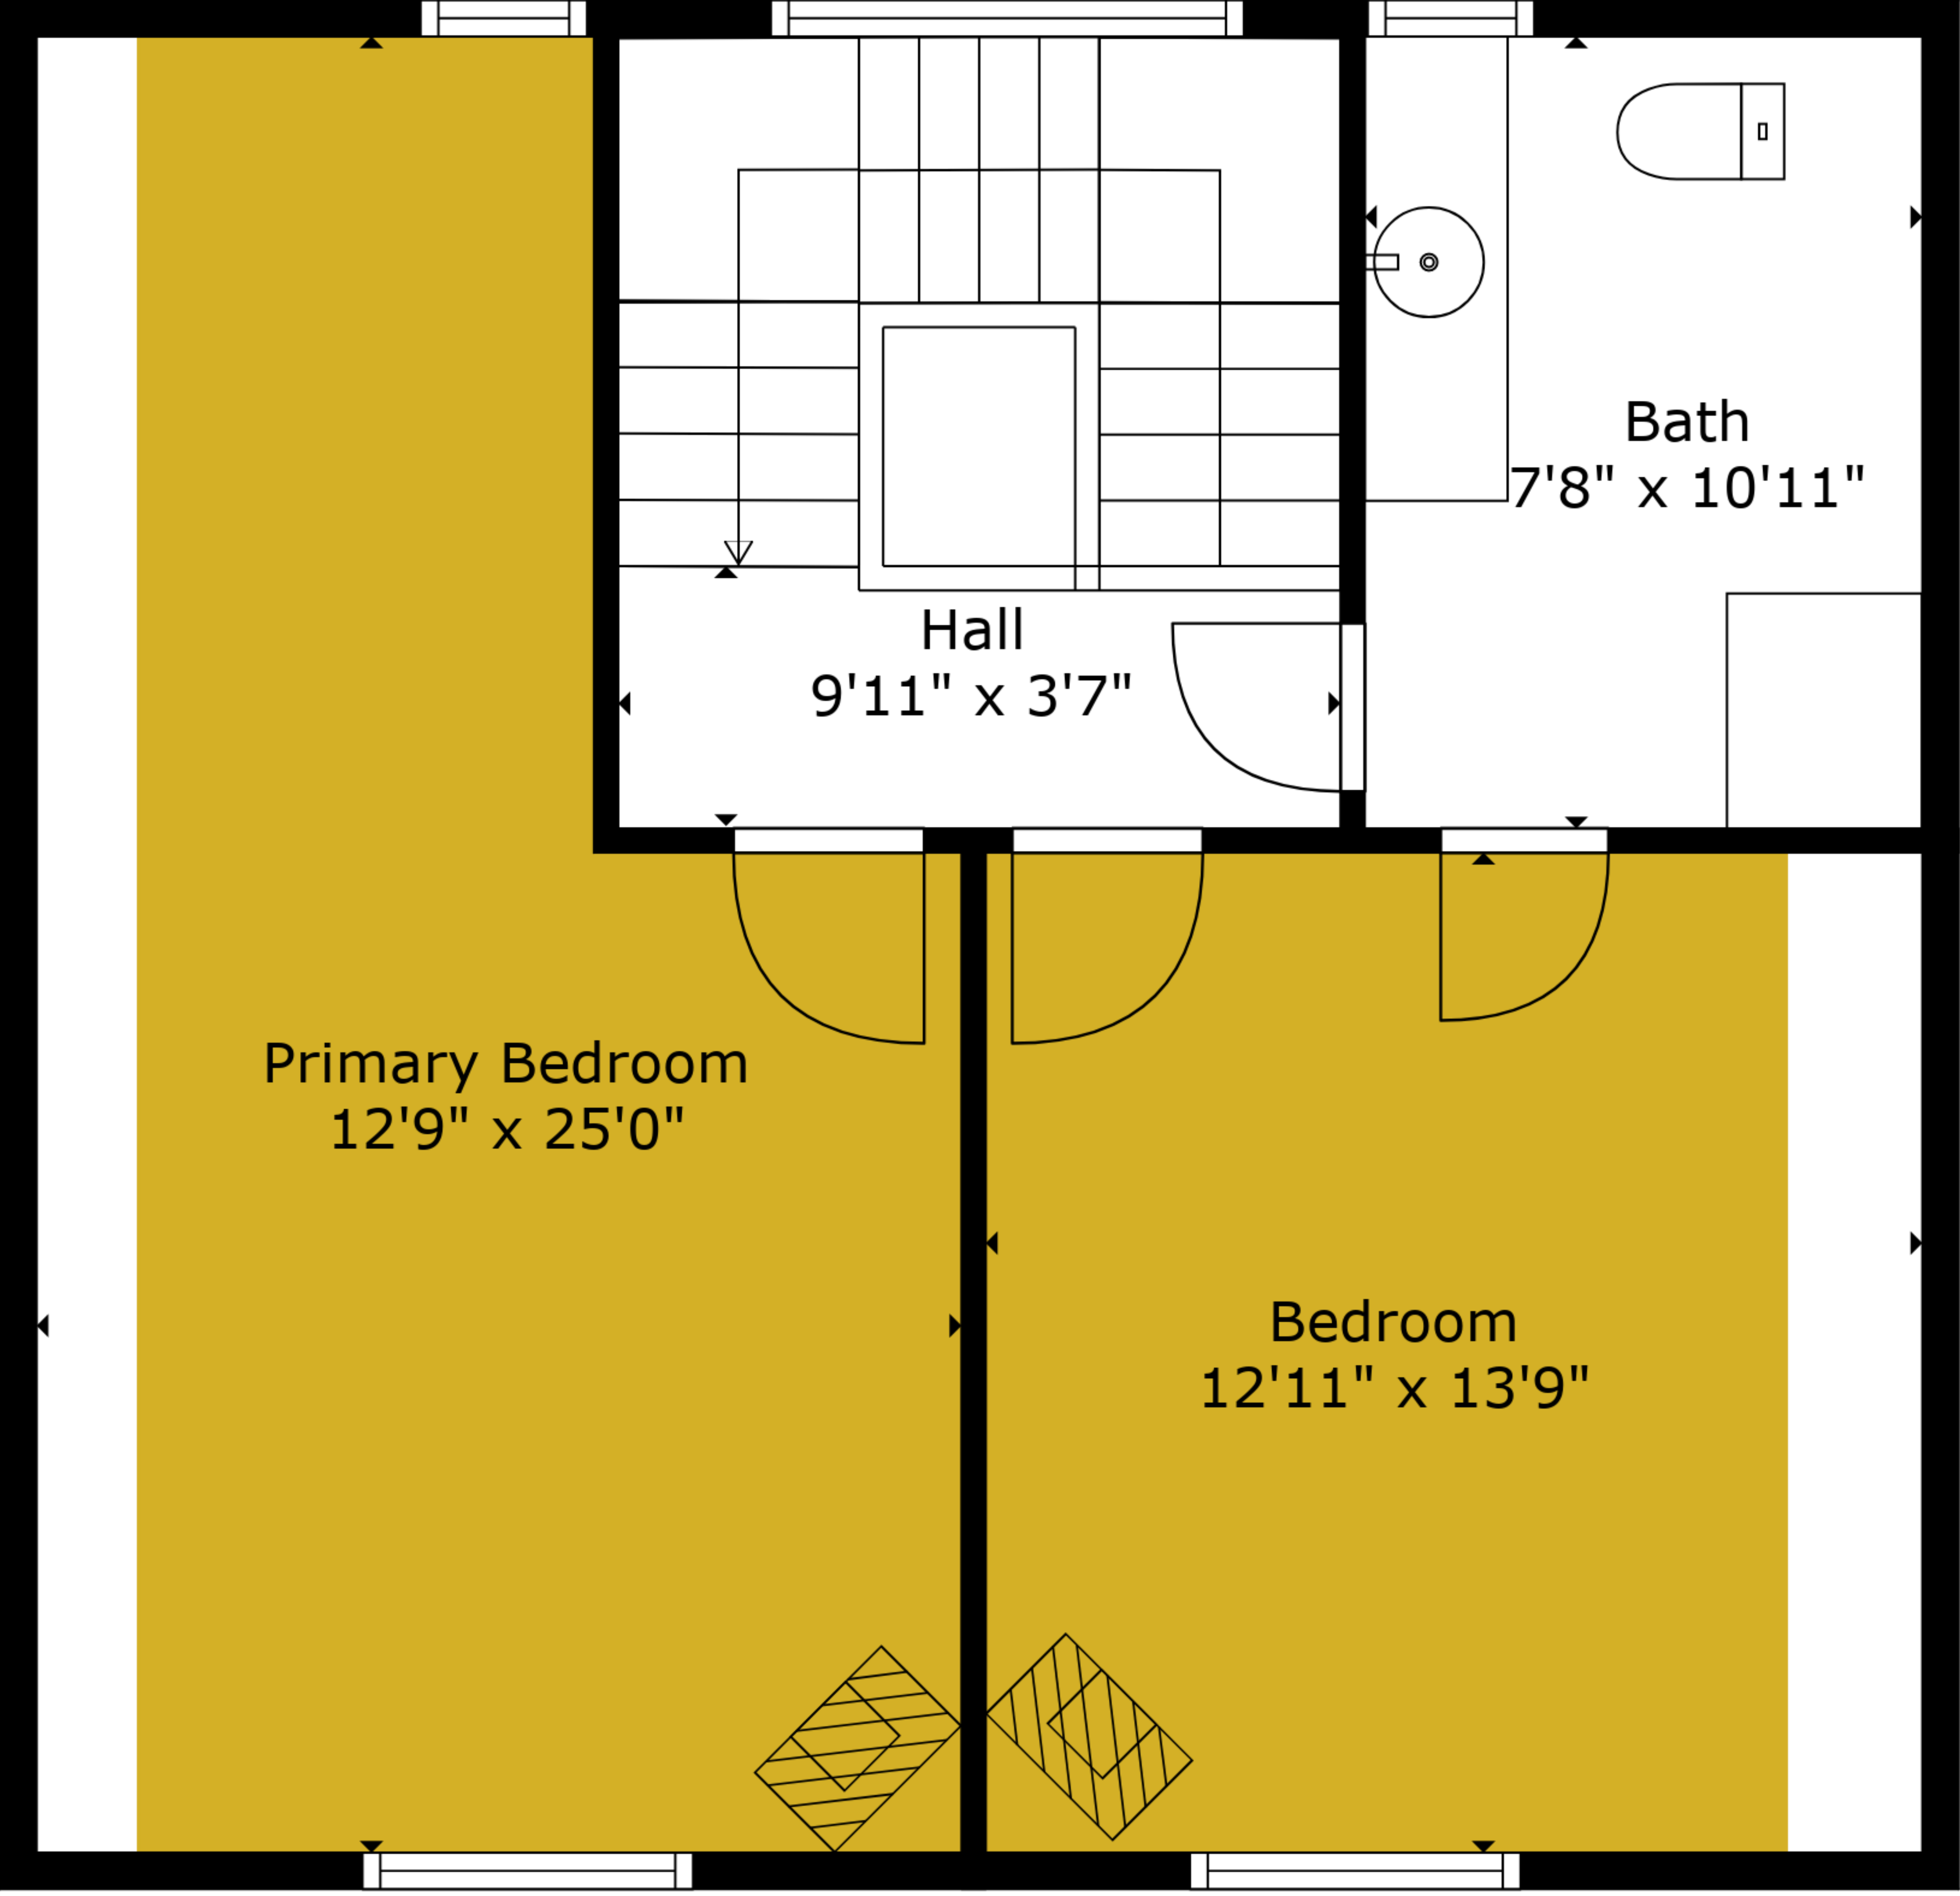 Bath
7'8" x 10'11"
Hall
9'11" x 3'7"
Primary Bedroom
12'9" x 25'0"
Bedroom
12'11" x 13'9"